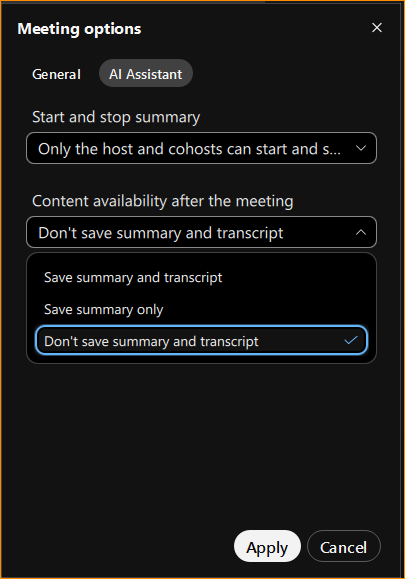 Meeting options
General
AI Assistant
Start and stop summary
Only the host and cohosts can start and s...
Content availability after the meeting
Don't save summary and transcript
Save summary and transcript
Save summary only
Don't save summary and transcript
Apply
Cancel